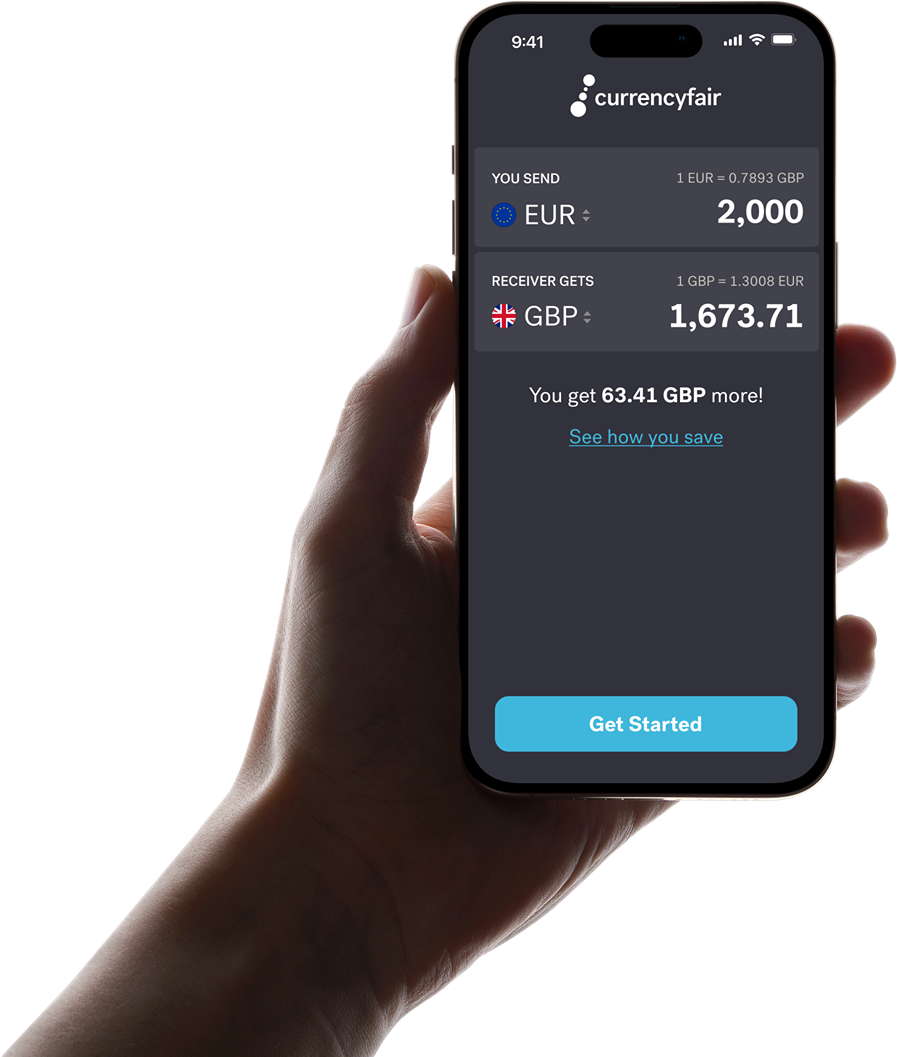 9:41
currencyfair
YOU SEND
1 EUR = 0.7893 GBP
EUR
2,000
RECEIVER GETS
1 GBP = 1.3008 EUR
GBP
1,673.71
You get 63.41 GBP more!
See how you save
Get Started